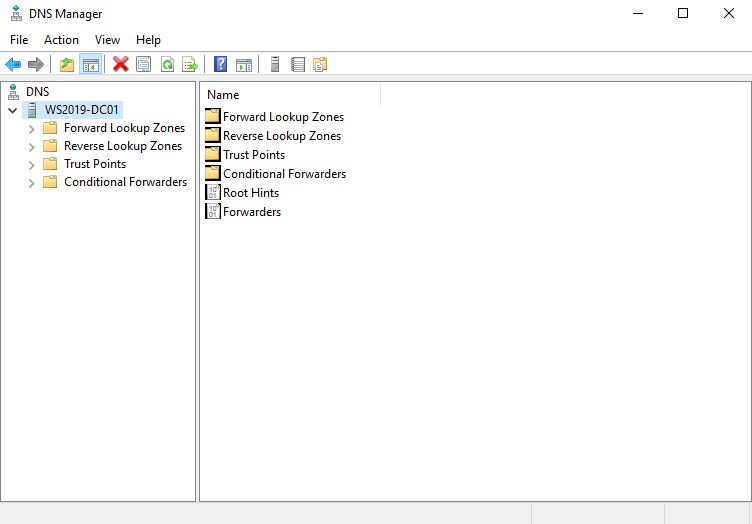 DNS Manager
File Action View Help
DNS
WS2019-DC01
Forward Lookup Zones
Reverse Lookup Zones
Trust Points
Conditional Forwarders
Name
Forward Lookup Zones
Reverse Lookup Zones
Trust Points
Conditional Forwarders
Root Hints
Forwarders